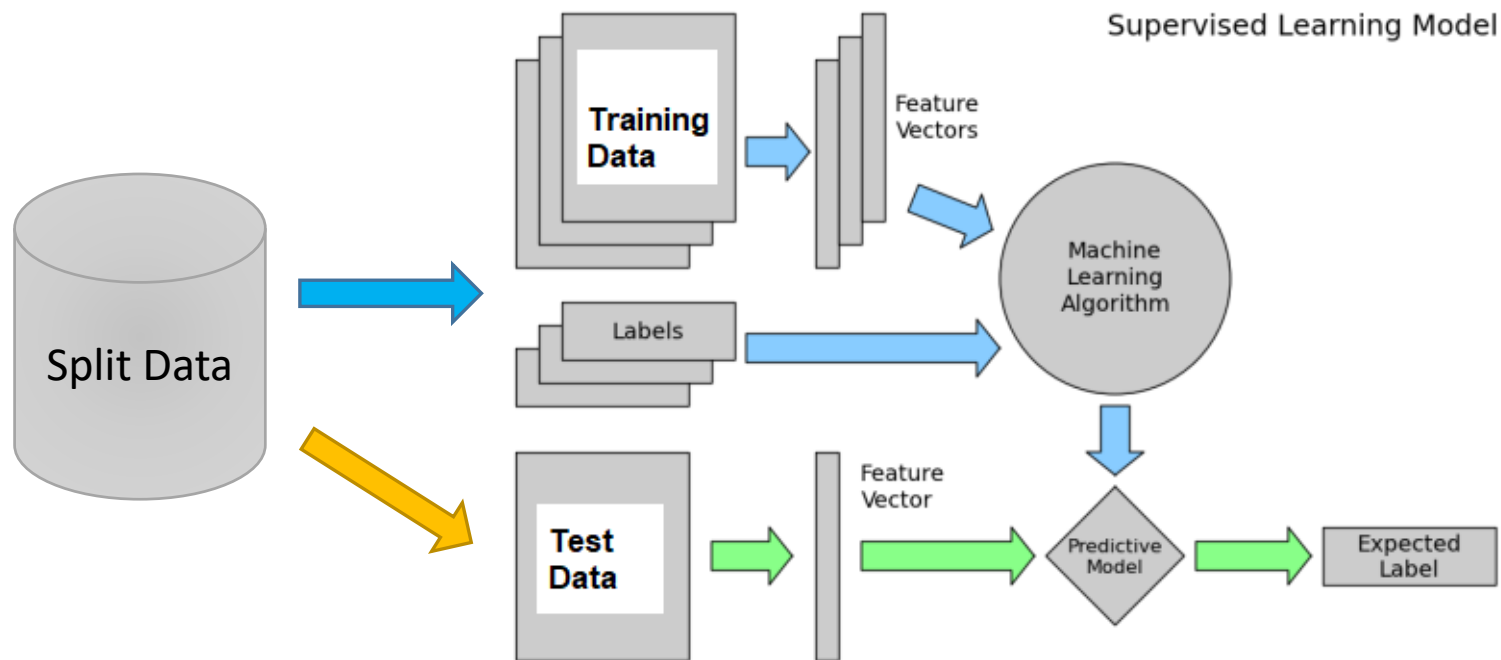 Supervised Learning Model
Training
Data
Feature
Vectors
Machine
Learning
Algorithm
Split Data
Labels
Test
Data
Feature
Vector
Predictive
Model
Expected
Label